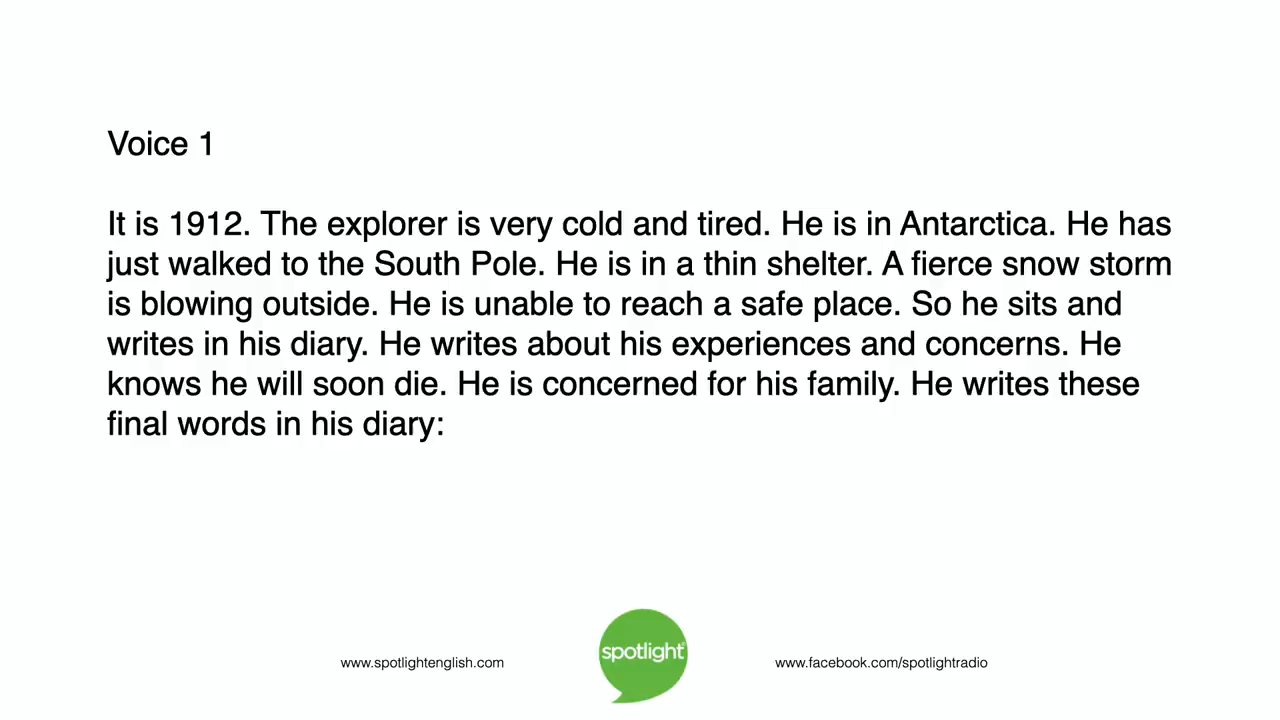 Voice 1
It is 1912. The explorer is very cold and tired. He is in Antarctica. He has
just walked to the South Pole. He is in a thin shelter. A fierce snow storm
is blowing outside. He is unable to reach a safe place. So he sits and
writes in his diary. He writes about his experiences and concerns. He
knows he will soon die. He is concerned for his family. He writes these
final words in his diary:
www.spotlightenglish.com
spotlight
www.facebook.com/spotlightradio